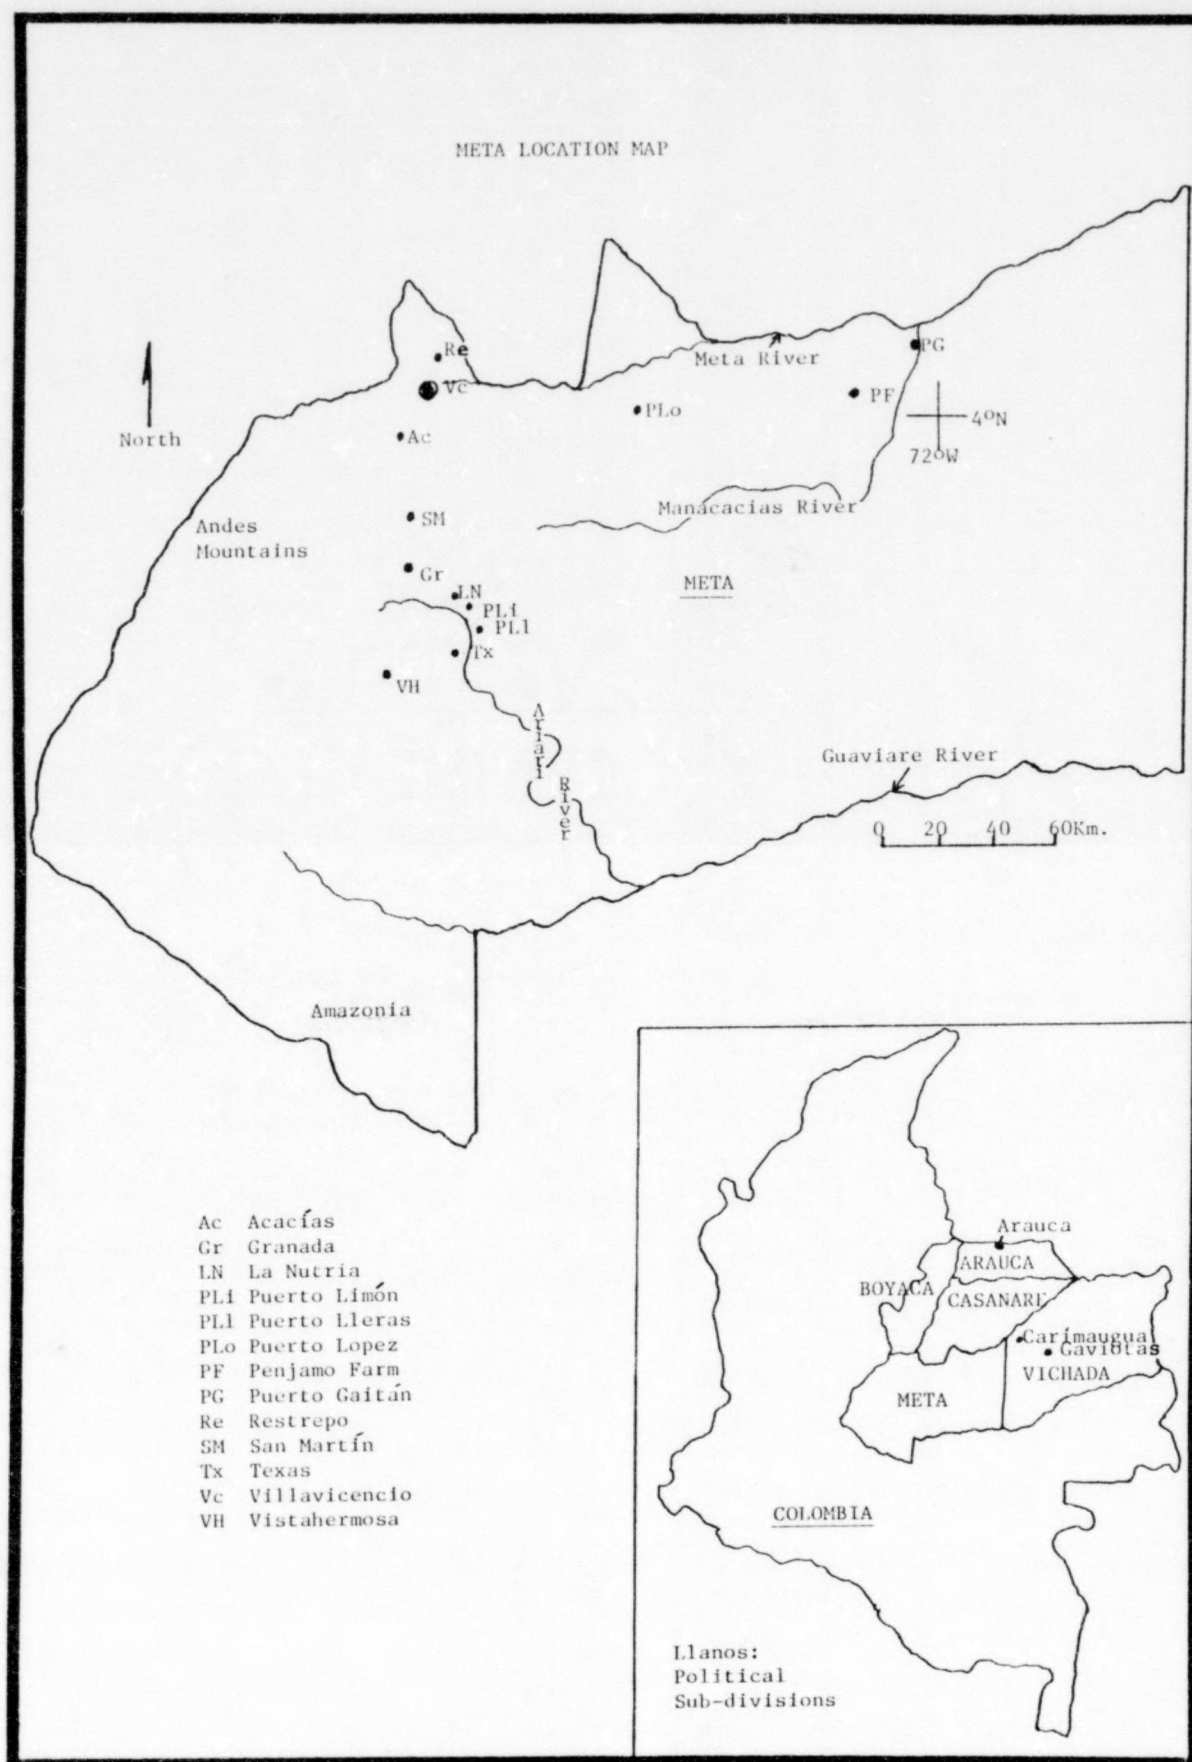 META LOCATION MAP
Re
Vc
Ac
SM
Gr
LN
PLi
PLl
Tx
VH
PLo
PF
PG
Meta River
4ON
72OW
North
Manacacias River
Andes
Mountains
META
Ariari
River
Guaviare River
0 20 40 60Km.
Amazonia
Ac Acacías
Gr Granada
LN La Nutria
PLi Puerto Limón
PLl Puerto Lleras
PLo Puerto Lopez
PF Penjamo Farm
PG Puerto Gaitán
Re Restrepo
SM San Martín
Tx Texas
Vc Villavicencio
VH Vistahermosa
Arauca
ARAUCA
BOYACA
CASANARE
Carimaugua
Gaviotas
VICHADA
META
COLOMBIA
Llanos:
Political
Sub-divisions